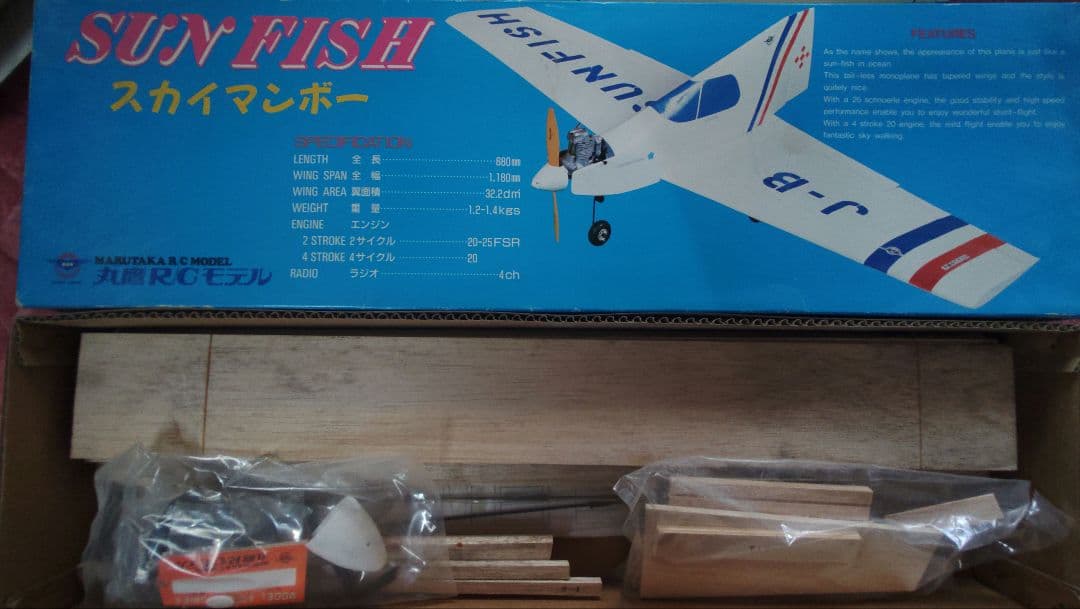 SUN FISH
スカイマンボー
SPECIFICATION
LENGTH 全長 680mm
WING SPAN 全幅 1.180mm
WING AREA 翼面積 32.2dm²
WEIGHT 重量 1.2-1.4kgs
ENGINE エンジン
2 STROKE 2サイクル 20-25FSR
4 STROKE 4サイクル 20
RADIO ラジオ 4ch
MARUTAKA R.C MODEL
丸鷹R/Cモデル
SUNFISH
J-B
FEATURES
As the name shows, the appearance of this plane is just like a
sun-fish in ocean.
This tail-less monoplane has tapered wings and the style is
quitely nice.
With a 25 schnuerle engine, the good stability and high speed
performance enable you to enjoy wonderful stunt-flight.
With a 4 stroke 20 engine, the mild flight enable you to enjoy
fantastic sky walking.